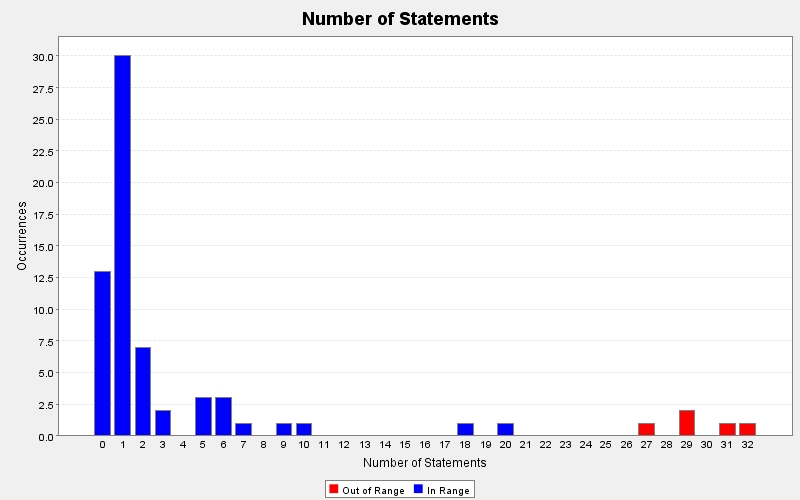 Number of Statements
30.0
27.5
25.0
22.5
20.0
17.5
15.0
12.5
10.0
7.5
5.0
2.5
0.0
Occurrences
0 1 2 3 4 5 6 7 8 9 10 11 12 13 14 15 16 17 18 19 20 21 22 23 24 25 26 27 28 29 30 31 32
Number of Statements
Out of Range In Range